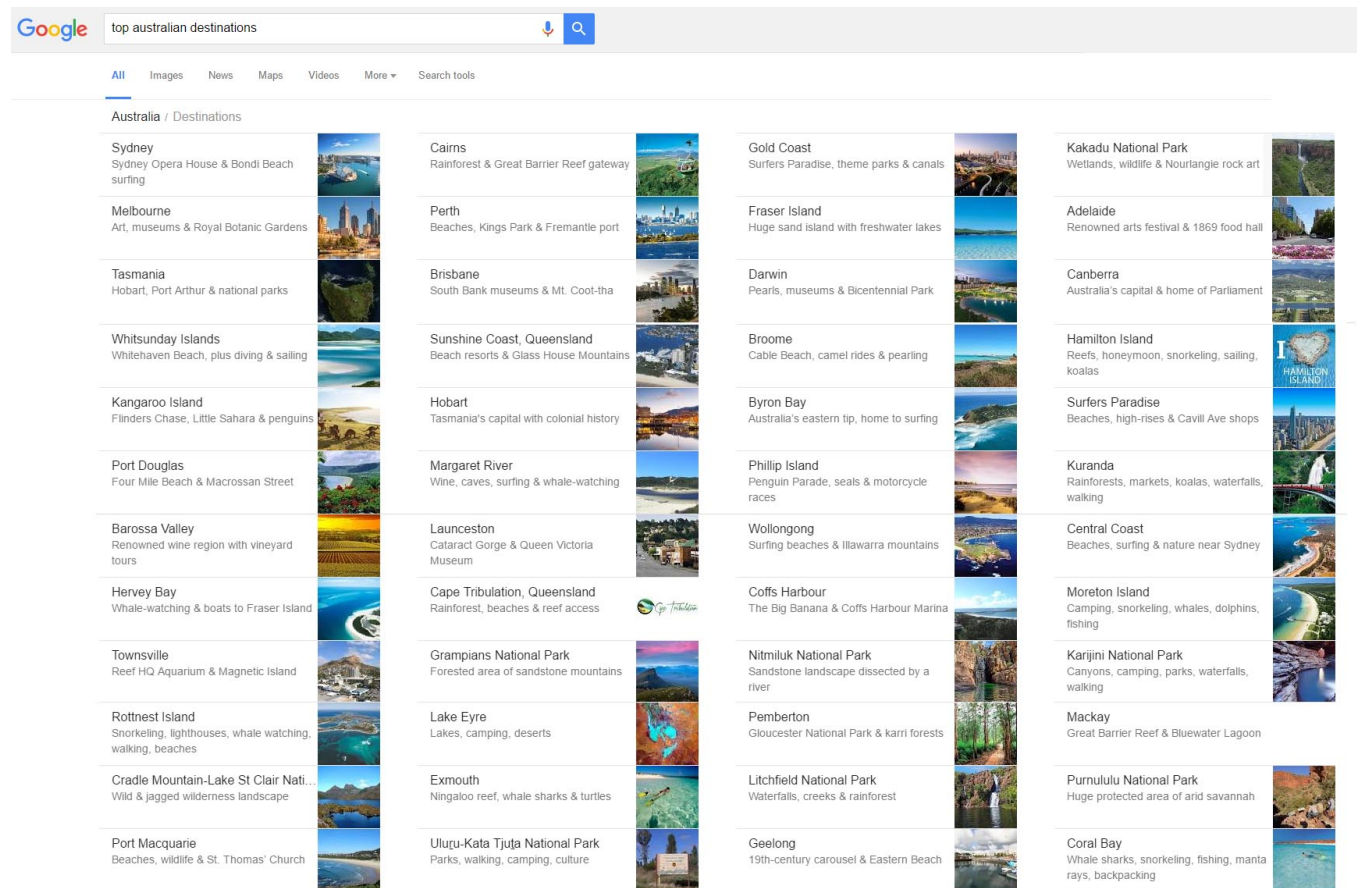 Google
top australian destinations
All Images News Maps Videos More Search tools
Australia / Destinations
Sydney
Sydney Opera House & Bondi Beach
surfing
Cairns
Rainforest & Great Barrier Reef gateway
Gold Coast
Surfers Paradise, theme parks & canals
Kakadu National Park
Wetlands, wildlife & Nourlangie rock art
Melbourne
Art, museums & Royal Botanic Gardens
Perth
Beaches, Kings Park & Fremantle port
Fraser Island
Huge sand island with freshwater lakes
Adelaide
Renowned arts festival & 1869 food hall
Tasmania
Hobart, Port Arthur & national parks
Brisbane
South Bank museums & Mt. Coot-tha
Darwin
Pearls, museums & Bicentennial Park
Canberra
Australia's capital & home of Parliament
Whitsunday Islands
Whitehaven Beach, plus diving & sailing
Sunshine Coast, Queensland
Beach resorts & Glass House Mountains
Broome
Cable Beach, camel rides & pearling
Hamilton Island
Reefs, honeymoon, snorkeling, sailing,
koalas
I
HAMILTON
ISLAND
Kangaroo Island
Flinders Chase, Little Sahara & penguins
Hobart
Tasmania's capital with colonial history
Byron Bay
Australia's eastern tip, home to surfing
Surfers Paradise
Beaches, high-rises & Cavill Ave shops
Port Douglas
Four Mile Beach & Macrossan Street
Margaret River
Wine, caves, surfing & whale-watching
Phillip Island
Penguin Parade, seals & motorcycle
races
Kuranda
Rainforests, markets, koalas, waterfalls,
walking
Barossa Valley
Renowned wine region with vineyard
tours
Launceston
Cataract Gorge & Queen Victoria
Museum
Wollongong
Surfing beaches & Illawarra mountains
Central Coast
Beaches, surfing & nature near Sydney
Hervey Bay
Whale-watching & boats to Fraser Island
Cape Tribulation, Queensland
Rainforest, beaches & reef access
Cape Tribulation
Coffs Harbour
The Big Banana & Coffs Harbour Marina
Moreton Island
Camping, snorkeling, whales, dolphins,
fishing
Townsville
Reef HQ Aquarium & Magnetic Island
Grampians National Park
Forested area of sandstone mountains
Nitmiluk National Park
Sandstone landscape dissected by a
river
Karijini National Park
Canyons, camping, parks, waterfalls,
walking
Rottnest Island
Snorkeling, lighthouses, whale watching,
walking, beaches
Lake Eyre
Lakes, camping, deserts
Pemberton
Gloucester National Park & karri forests
Mackay
Great Barrier Reef & Bluewater Lagoon
Cradle Mountain-Lake St Clair Nati...
Wild & jagged wilderness landscape
Exmouth
Ningaloo reef, whale sharks & turtles
Litchfield National Park
Waterfalls, creeks & rainforest
Purnululu National Park
Huge protected area of arid savannah
Port Macquarie
Beaches, wildlife & St. Thomas' Church
Uluṟu-Kata Tjuṯa National Park
Parks, walking, camping, culture
Geelong
19th-century carousel & Eastern Beach
Coral Bay
Whale sharks, snorkeling, fishing, manta
rays, backpacking